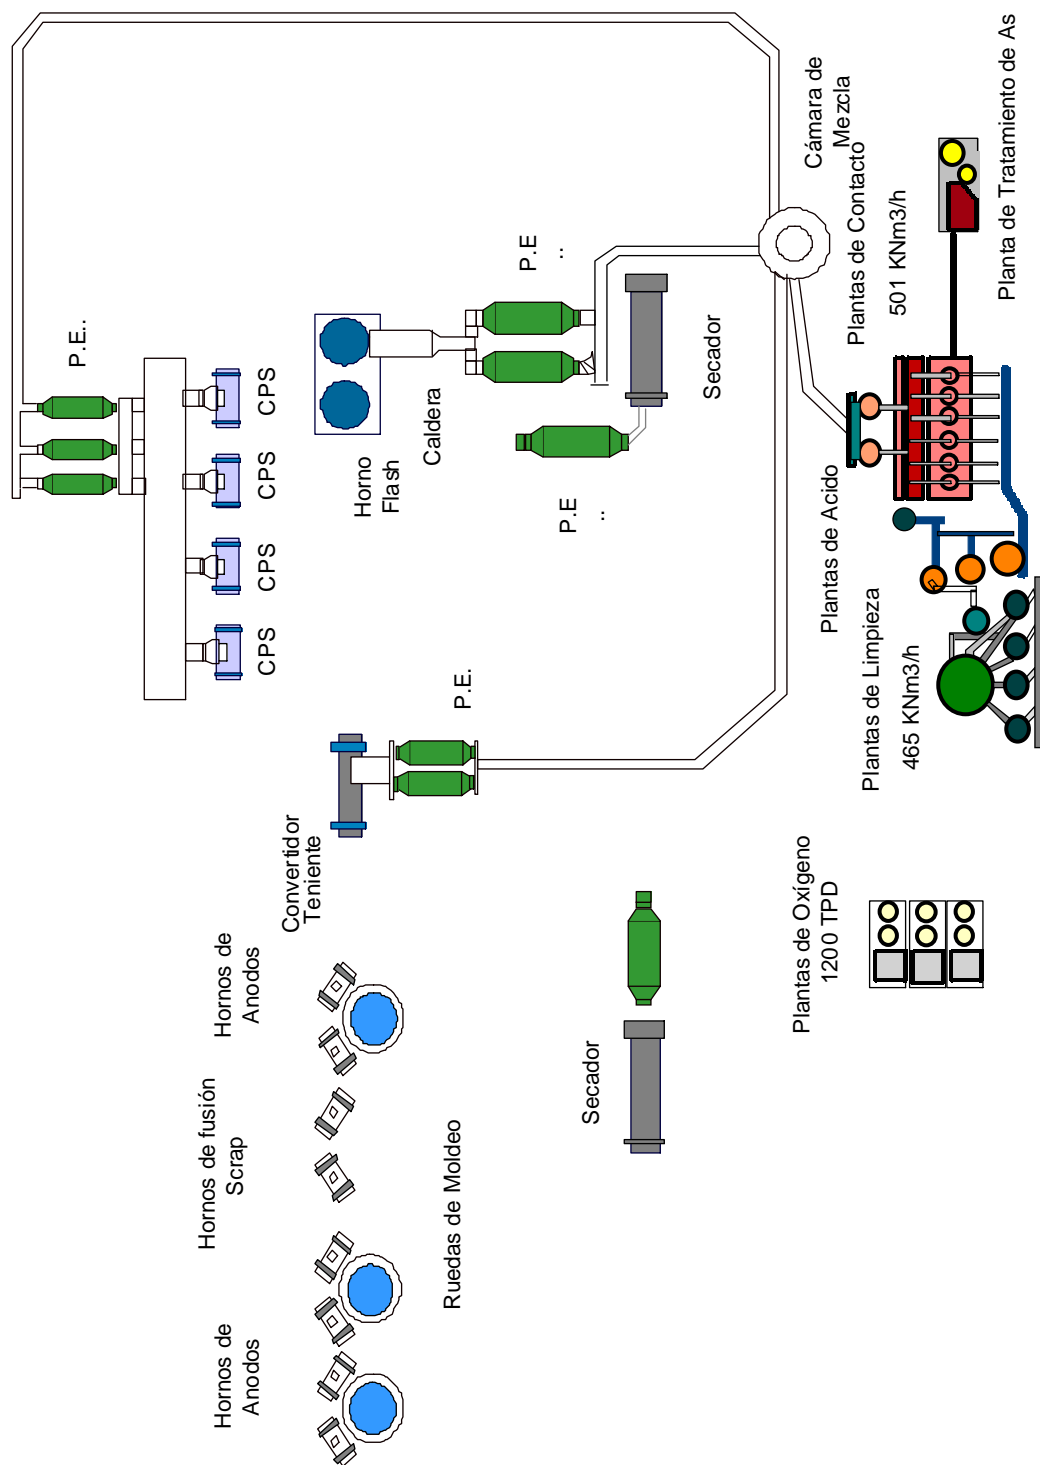 P.E..
CPS
CPS
CPS
CPS
Horno
Flash
Caldera
P.E
..
P.E
..
Secador
Cámara de
Mezcla
Plantas de Contacto
501 KNm3/h
Planta de Tratamiento de As
Plantas de Acido
Plantas de Limpieza
465 KNm3/h
P.E.
Convertidor
Teniente
Hornos de
Anodos
Hornos de fusión
Scrap
Hornos de
Anodos
Ruedas de Moldeo
Secador
Plantas de Oxígeno
1200 TPD